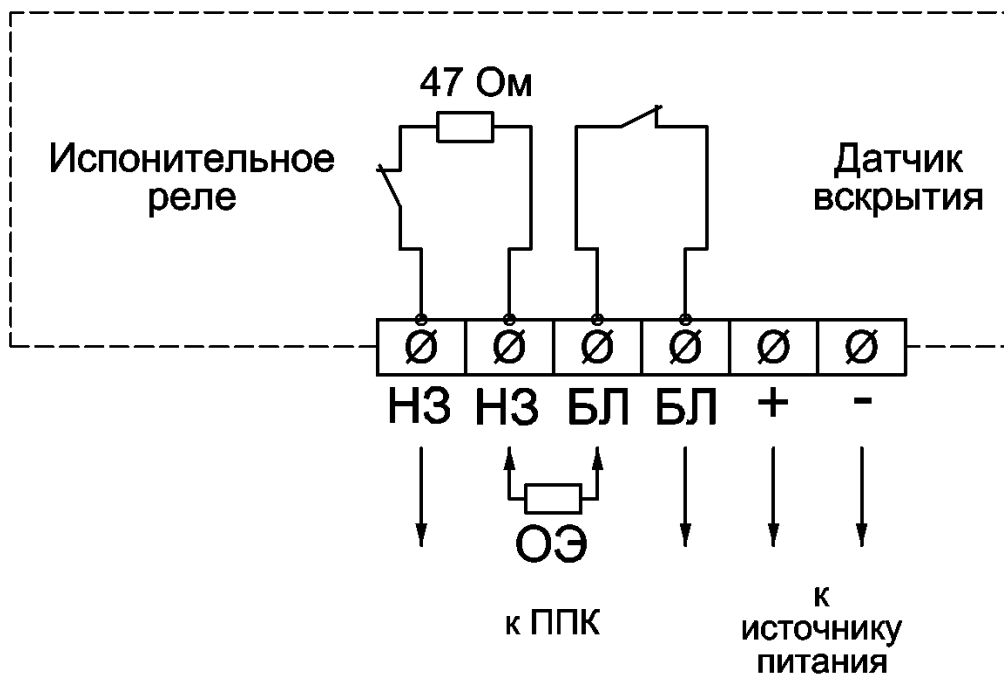 47 Ом
Испонительное
реле
Датчик
вскрытия
НЗ НЗ БЛ БЛ + -
ОЭ
к ППК
к
источнику
питания